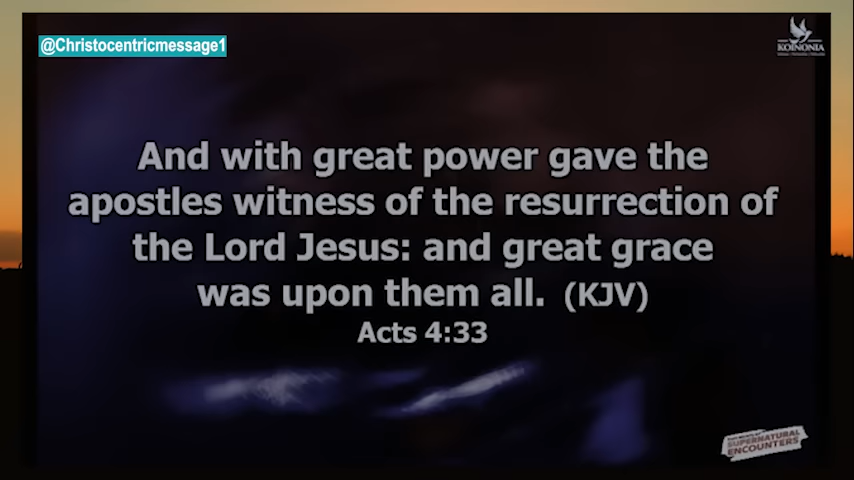 @Christocentricmessage1
KOINONIA
And with great power gave the
apostles witness of the resurrection of
the Lord Jesus: and great grace
was upon them all. (KJV)
Acts 4:33
SUPERNATURAL
ENCOUNTERS